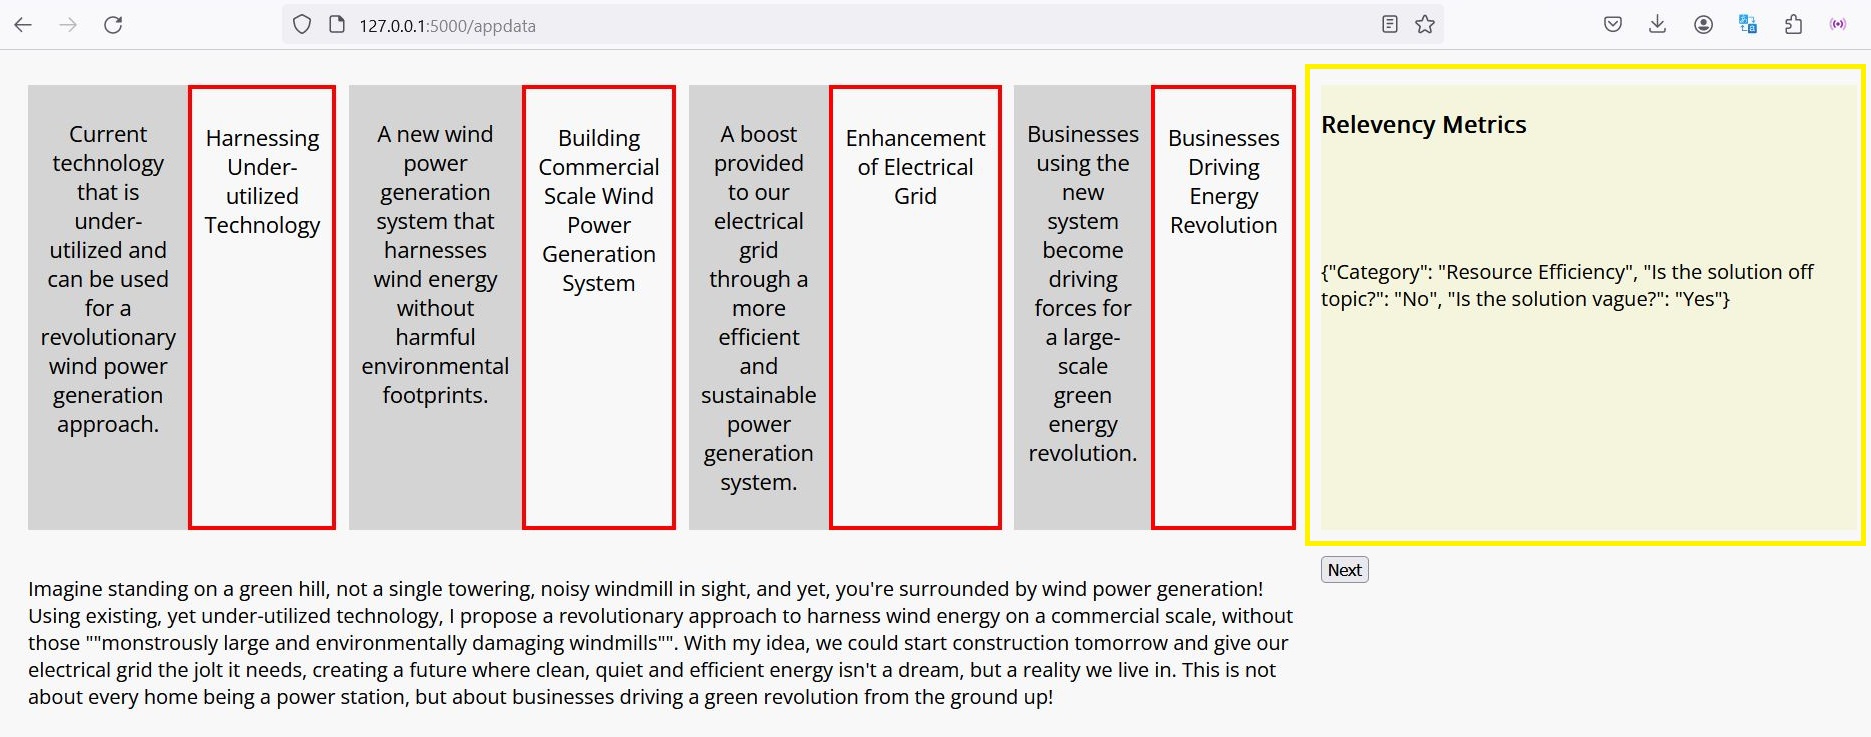 127.0.0.1:5000/appdata
Current
technology
that is
under-
utilized and
can be used
for a
revolutionary
wind power
generation
approach.
Harnessing
Under-
utilized
Technology
A new wind
power
generation
system that
harnesses
wind energy
without
harmful
environmental
footprints.
Building
Commercial
Scale Wind
Power
Generation
System
A boost
provided
to our
electrical
grid
through a
more
efficient
and
sustainable
power
generation
system.
Enhancement
of Electrical
Grid
Businesses
using the
new
system
become
driving
forces for
a large-
scale
green
energy
revolution.
Businesses
Driving
Energy
Revolution
Relevency Metrics
{"Category": "Resource Efficiency", "Is the solution off
topic?": "No", "Is the solution vague?": "Yes"}
Next
Imagine standing on a green hill, not a single towering, noisy windmill in sight, and yet, you're surrounded by wind power generation!
Using existing, yet under-utilized technology, I propose a revolutionary approach to harness wind energy on a commercial scale, without
those ""monstrously large and environmentally damaging windmills"". With my idea, we could start construction tomorrow and give our
electrical grid the jolt it needs, creating a future where clean, quiet and efficient energy isn't a dream, but a reality we live in. This is not
about every home being a power station, but about businesses driving a green revolution from the ground up!